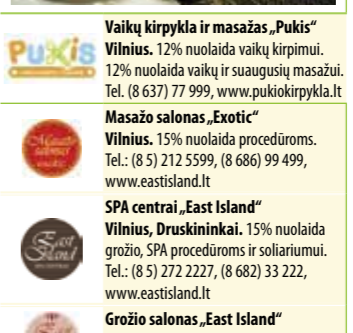 PUKIS
Vaikų kirpykla ir masažas „Pukis“
Vilnius. 12% nuolaida vaikų kirpimui.
12% nuolaida vaikų ir suaugusių masažui.
Tel. (8 637) 77 999, www.pukiokirpykla.lt
Masažo salonas „Exotic“
Vilnius. 15% nuolaida procedūroms.
Tel.: (8 5) 212 5599, (8 686) 99 499,
www.eastisland.lt
East
Island
SPA centrai „East Island“
Vilnius, Druskininkai. 15% nuolaida
grožio, SPA procedūroms ir soliariumui.
Tel.: (8 5) 272 2227, (8 682) 33 222,
www.eastisland.lt
Grožio salonas „East Island“